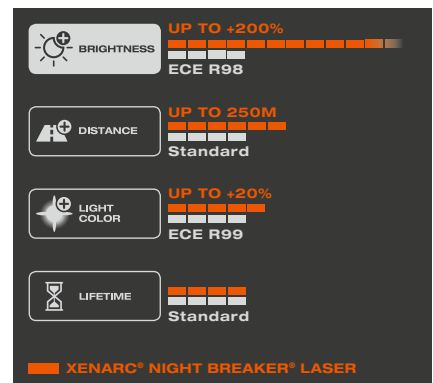 UP TO +200%
BRIGHTNESS
ECE R98
UP TO 250M
DISTANCE
Standard
UP TO +20%
LIGHT
COLOR
ECE R99
LIFETIME
Standard
XENARC® NIGHT BREAKER® LASER